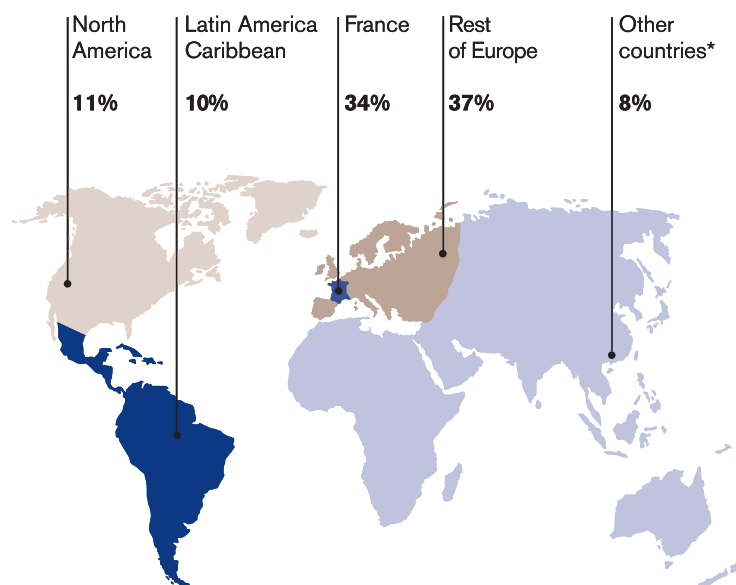 North
America
11%
Latin America
Caribbean
10%
France
34%
Rest
of Europe
37%
Other
countries*
8%